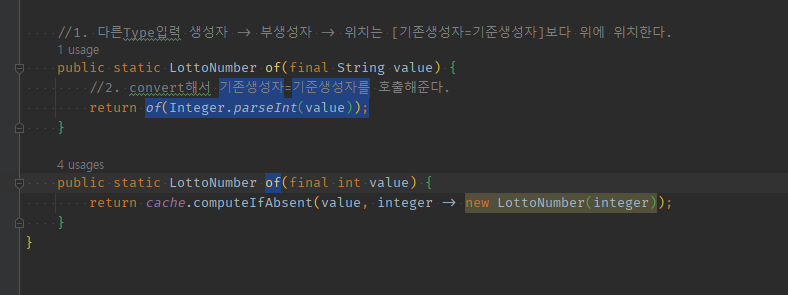 //1. 다른Type입력 생성자 → 부생성자 → 위치는 [기존생성자=기준생성자]보다 위에 위치한다.
1 usage
public static LottoNumber of(final String value) {
//2. convert해서 기존생성자=기준생성자를 호출해준다.
return of(Integer.parseInt(value));
}
4 usages
public static LottoNumber of(final int value) {
return cache.computeIfAbsent(value, integer → new LottoNumber(integer));
}
}